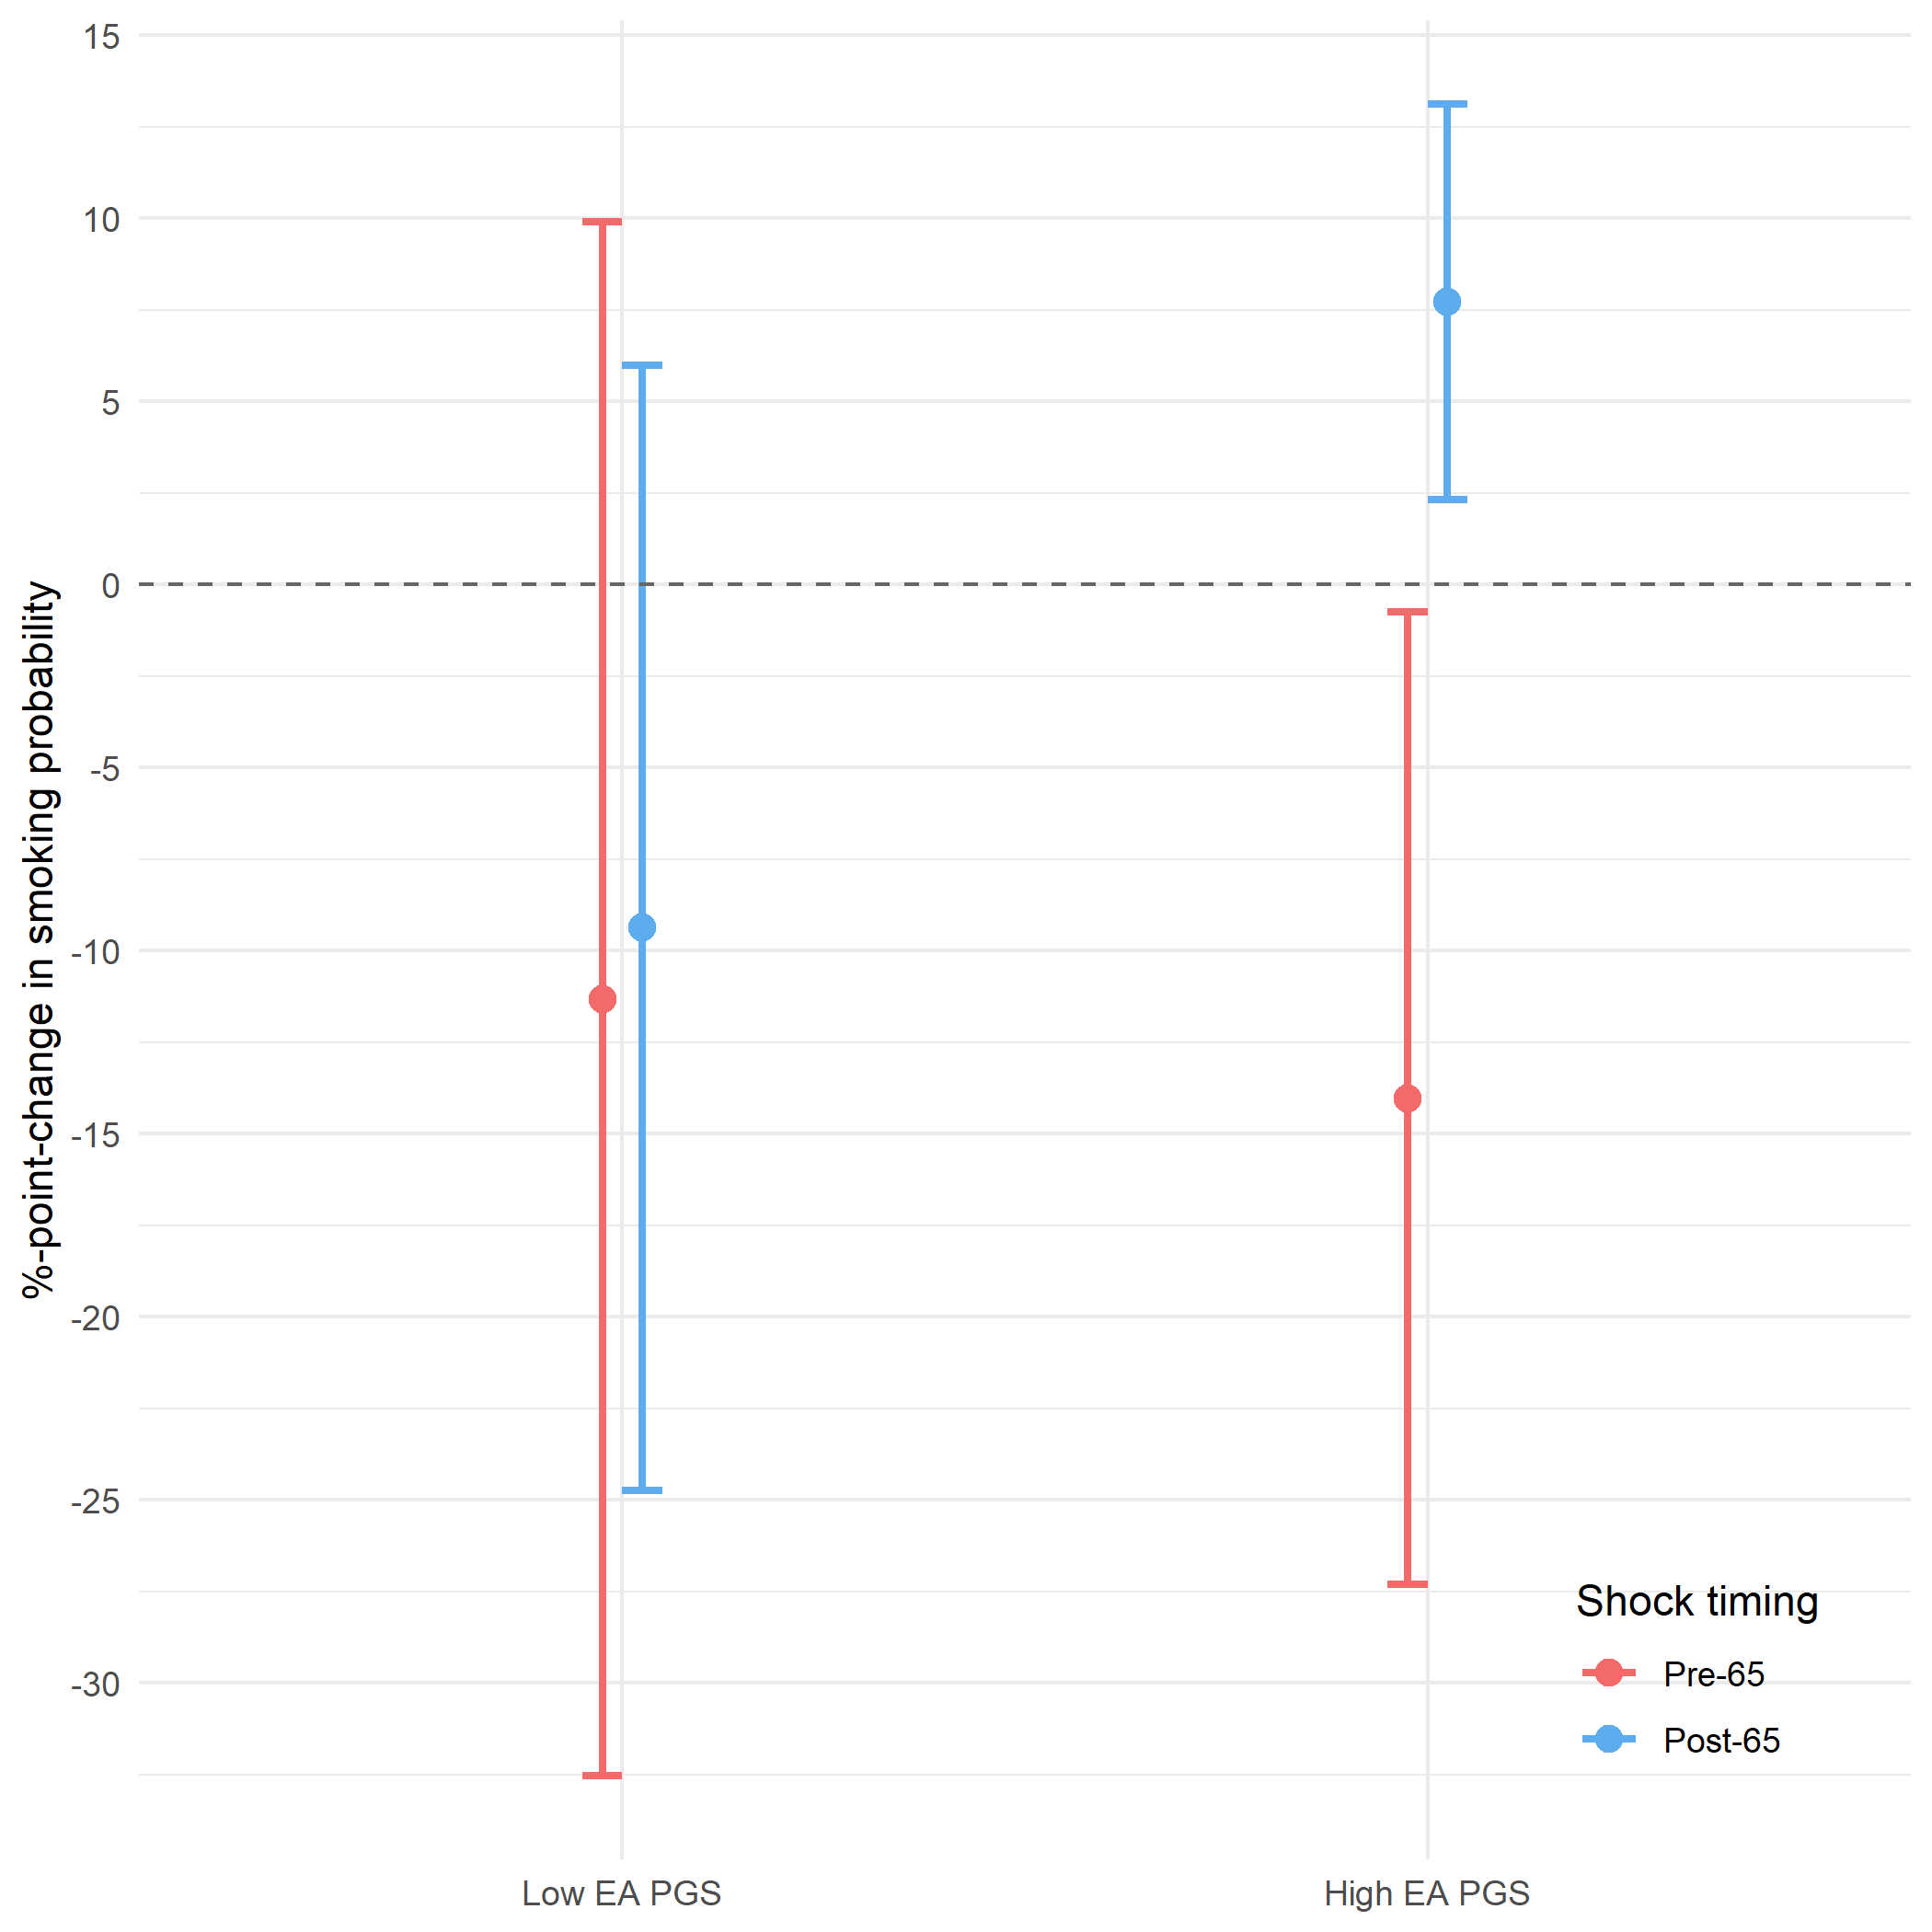 %-point-change in smoking probability
15
10
5
0
-5
-10
-15
-20
-25
-30
Low EA PGS
High EA PGS
Shock timing
Pre-65
Post-65